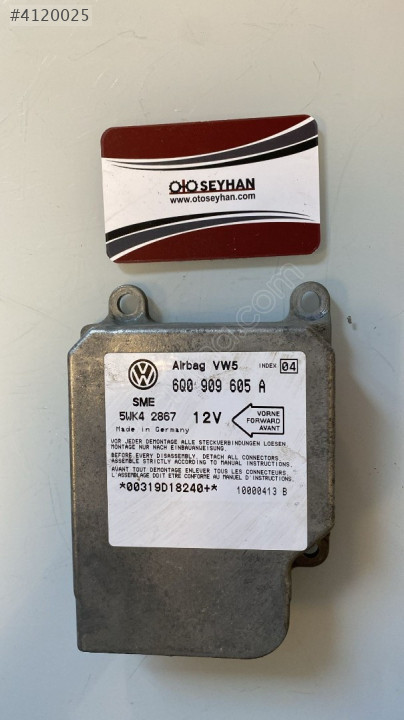 #4120025
OTOSEYHAN
www.otoseyhan.com
Airbag VW5 INDEX 04
6Q0 909 605 A
SME
5WK4 2867 12V
VORNE
FORWARD
AVANT
Made in Germany
VOR JEDER DEMONTAGE ALLE STECKVERBINDUNGEN LOESEN,
MONTAGE NUR NACH EINBAUANWEISUNG.
BEFORE EVERY DISASSEMBLY, DETACH ALL CONNECTORS
ASSEMBLE STRICTLY ACCORDING TO MANUAL INSTRUCTIONS.
AVANT TOUT DEMONTAGE ENLEVER TOUS LES CONNECTEURS.
L'ASSEMBLAGE DOIT ETRE CONFORME AU MANUEL D'INSTRUCTIONS.
*00319D18240+* 10000413 B